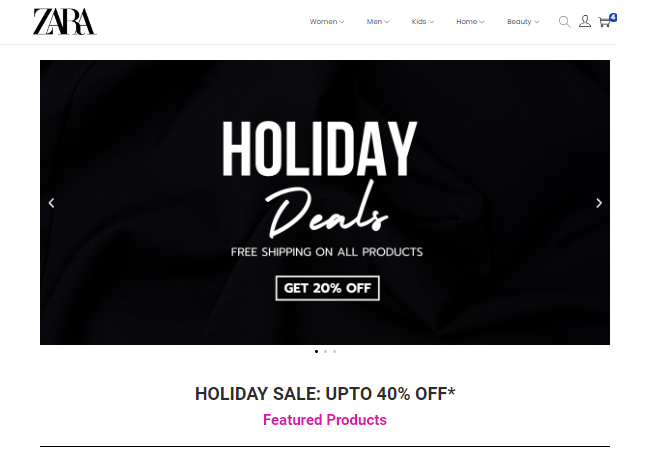 ZARA
Women Men Kids Home Beauty 4
HOLIDAY
Deals
FREE SHIPPING ON ALL PRODUCTS
GET 20% OFF
HOLIDAY SALE: UPTO 40% OFF*
Featured Products